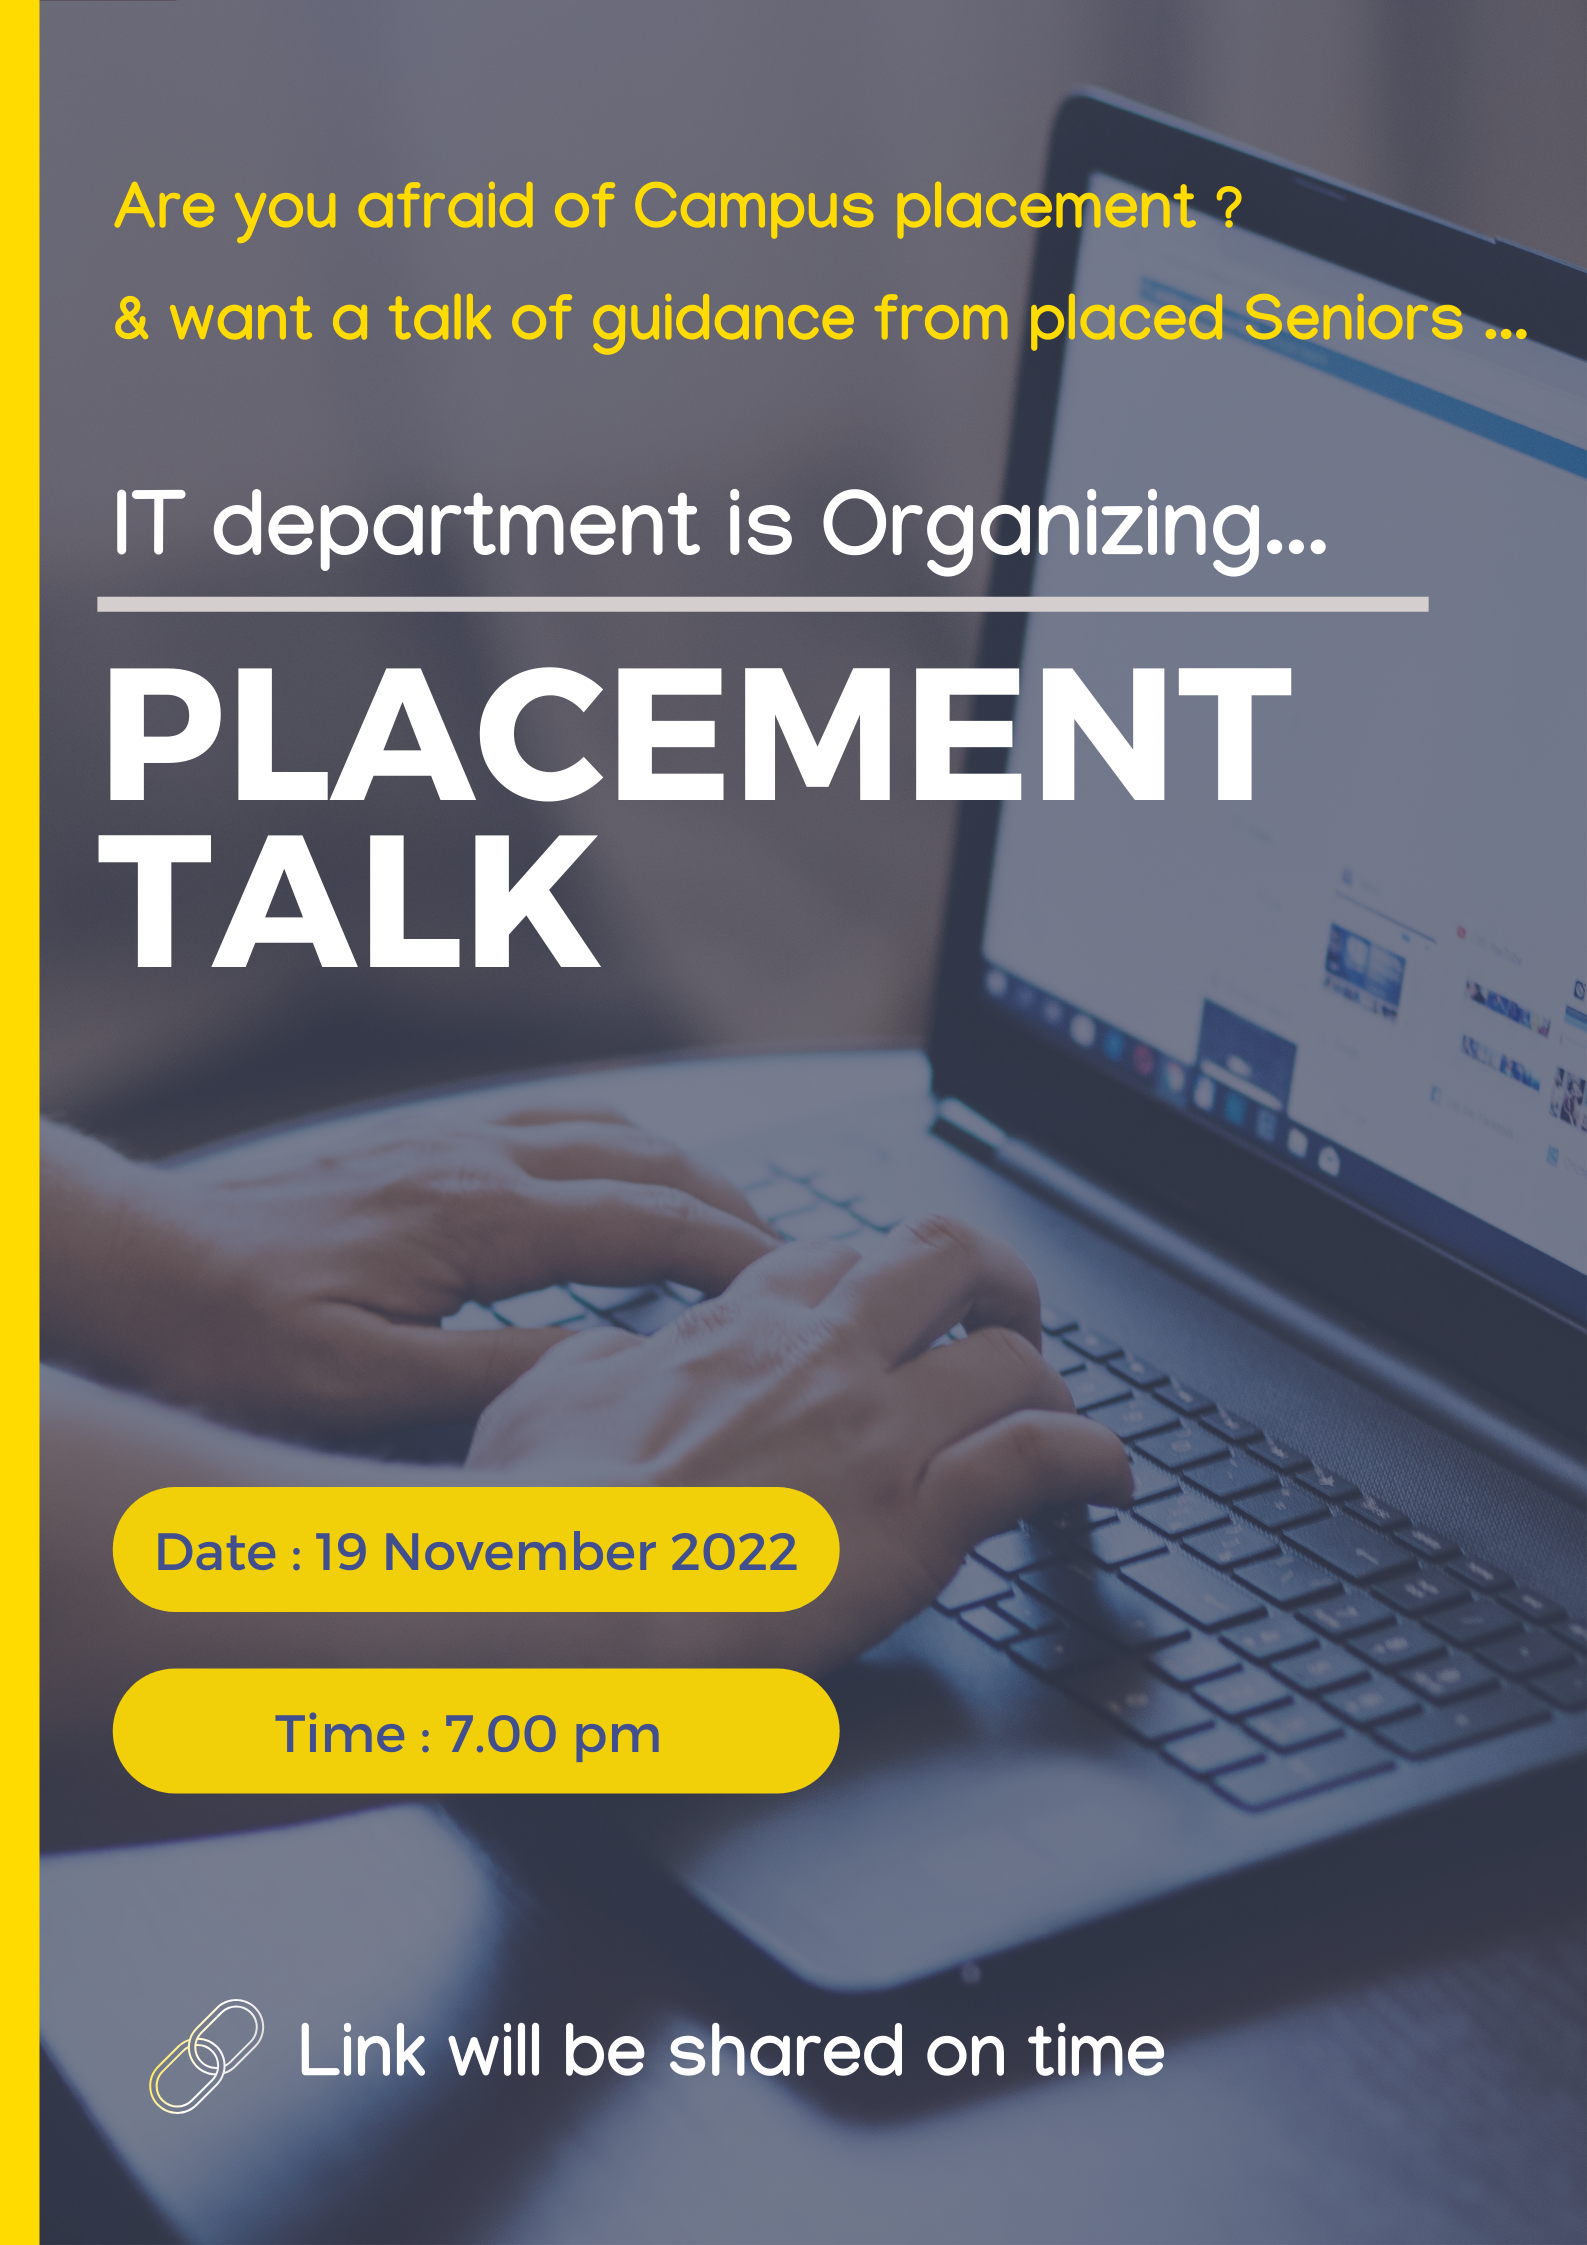 Are you afraid of Campus placement ?
& want a talk of guidance from placed Seniors ...
IT department is Organizing...
PLACEMENT
TALK
Date : 19 November 2022
Time : 7.00 pm
Link will be shared on time